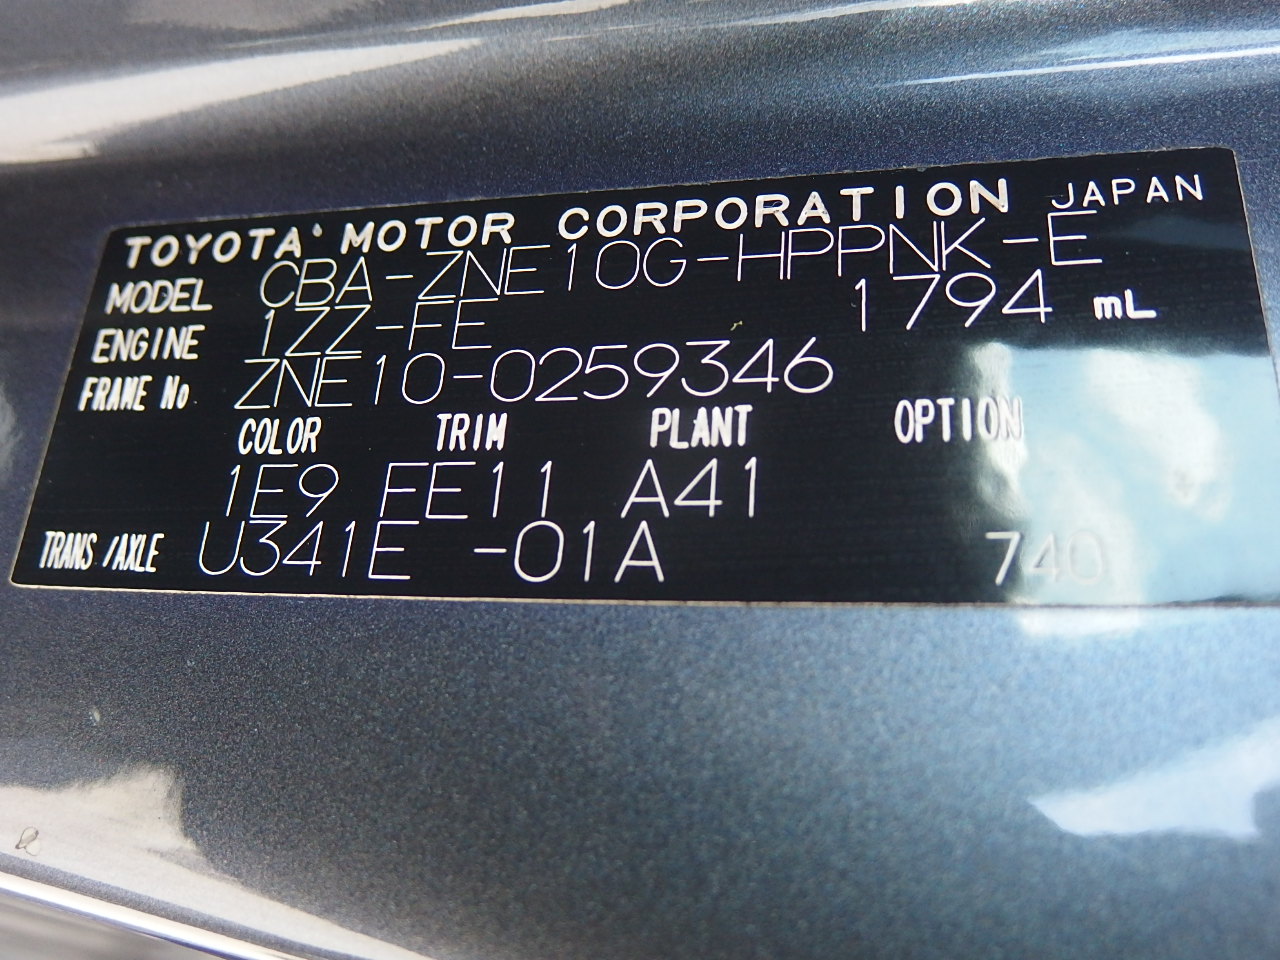 TOYOTA MOTOR CORPORATION JAPAN
MODEL CBA-ZNE10G-HPPNK-E
ENGINE 1ZZ-FE 1794 mL
FRAME No ZNE10-0259346
COLOR TRIM PLANT OPTION
1E9 FE11 A41
TRANS/AXLE U341E -01A 740